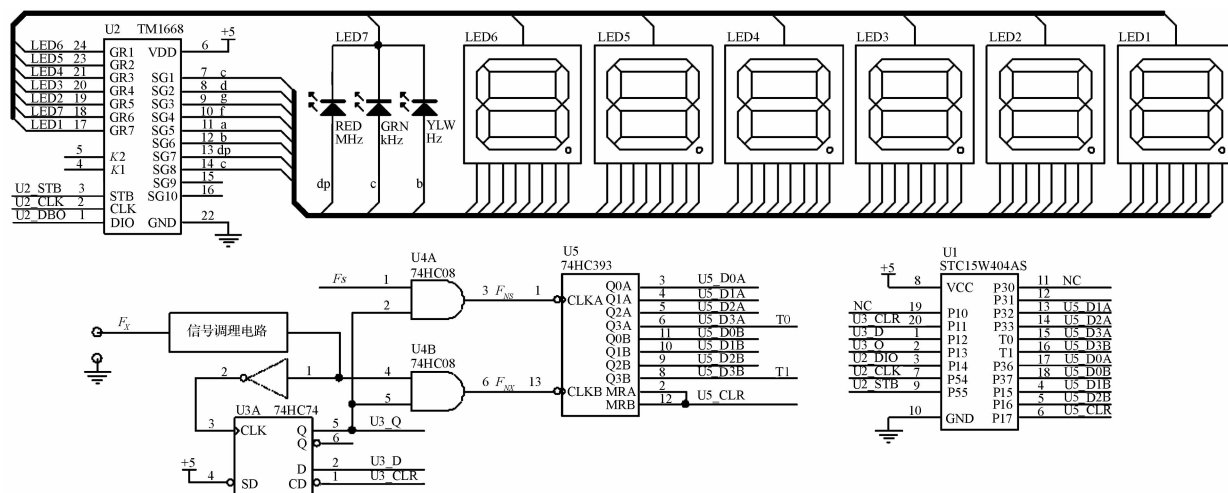 U2 TM1668
+5
LED6 24 GR1 VDD 6
LED5 23 GR2
LED4 21 GR3 SG1 7 c
LED3 20 GR4 SG2 8 d
LED2 19 GR5 SG3 9 g
LED7 18 GR6 SG4 10 f
LED1 17 GR7 SG5 11 a
SG6 12 b
5 K2 SG7 13 dp
4 K1 SG8 14 c
SG9 15
U2_STB 3 STB SG10 16
U2_CLK 2 CLK
U2_DBO 1 DIO GND 22
LED7
RED MHz
GRN kHz
YLW Hz
dp c b
LED6
LED5
LED4
LED3
LED2
LED1
U4A
74HC08
Fs 1
2
3 FNS 1
U4B
74HC08
4
5
6 FNX 13
FX 信号调理电路
2 1
U3A 74HC74
3 CLK Q 5 U3_Q
Q 6
+5
4 SD D 2 U3_D
CD 1 U3_CLR
U5
74HC393
CLKA Q0A 3 U5_D0A
Q1A 4 U5_D1A
Q2A 5 U5_D2A
Q3A 6 U5_D3A T0
Q0B 11 U5_D0B
Q1B 10 U5_D1B
Q2B 9 U5_D2B
CLKB Q3B 8 U5_D3B T1
MRA 2
MRB 12 U5_CLR
U1
STC15W404AS
+5
8 VCC P30 11 NC
P31 12
NC 19 P10 P32 13 U5_D1A
U3_CLR 20 P11 P33 14 U5_D2A
U3_D 1 P12 T0 15 U5_D3A
U3_Q 2 P13 T1 16 U5_D3B
U2_DIO 3 P14 P36 17 U5_D0A
U2_CLK 7 P54 P37 18 U5_D0B
U2_STB 9 P55 P15 4 U5_D1B
P16 5 U5_D2B
10 GND P17 6 U5_CLR